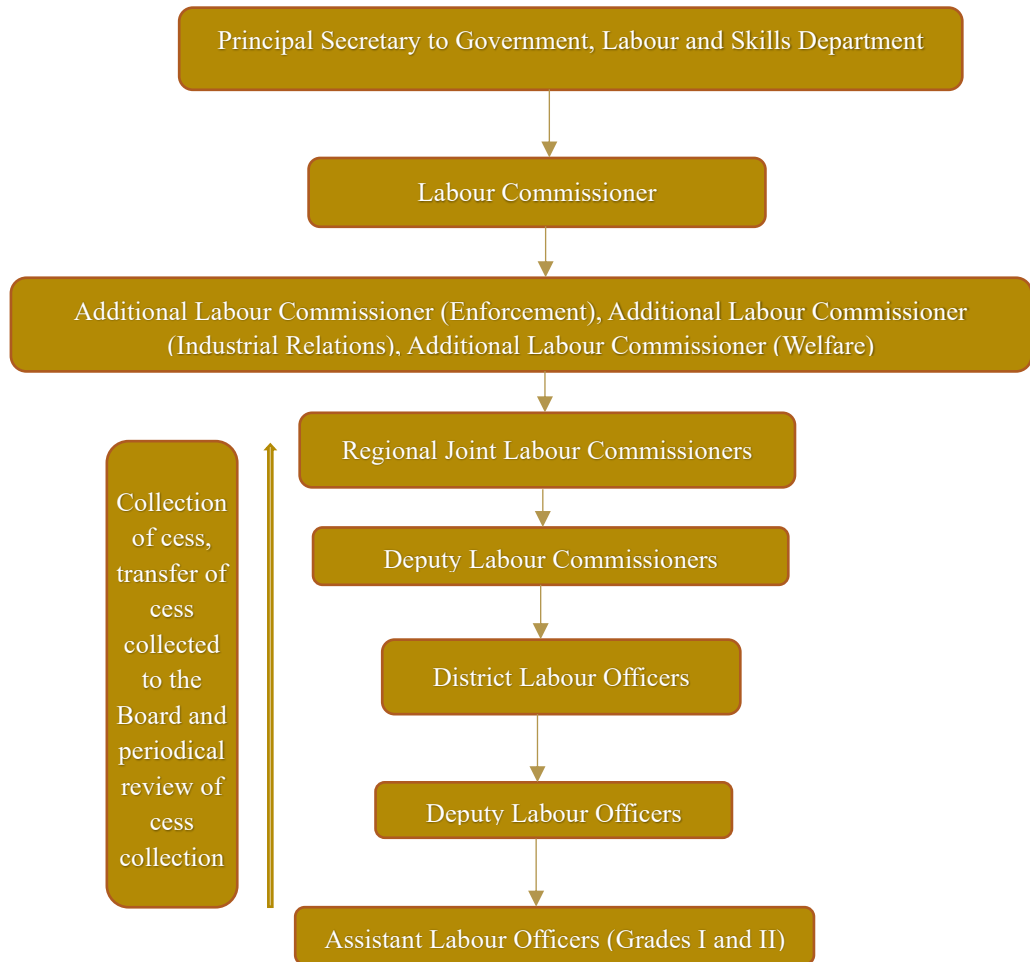 Principal Secretary to Government, Labour and Skills Department
Labour Commissioner
Additional Labour Commissioner (Enforcement), Additional Labour Commissioner
(Industrial Relations), Additional Labour Commissioner (Welfare)
Regional Joint Labour Commissioners
Collection
of cess,
transfer of
cess
collected
to the
Board and
periodical
review of
cess
collection
Deputy Labour Commissioners
District Labour Officers
Deputy Labour Officers
Assistant Labour Officers (Grades I and II)